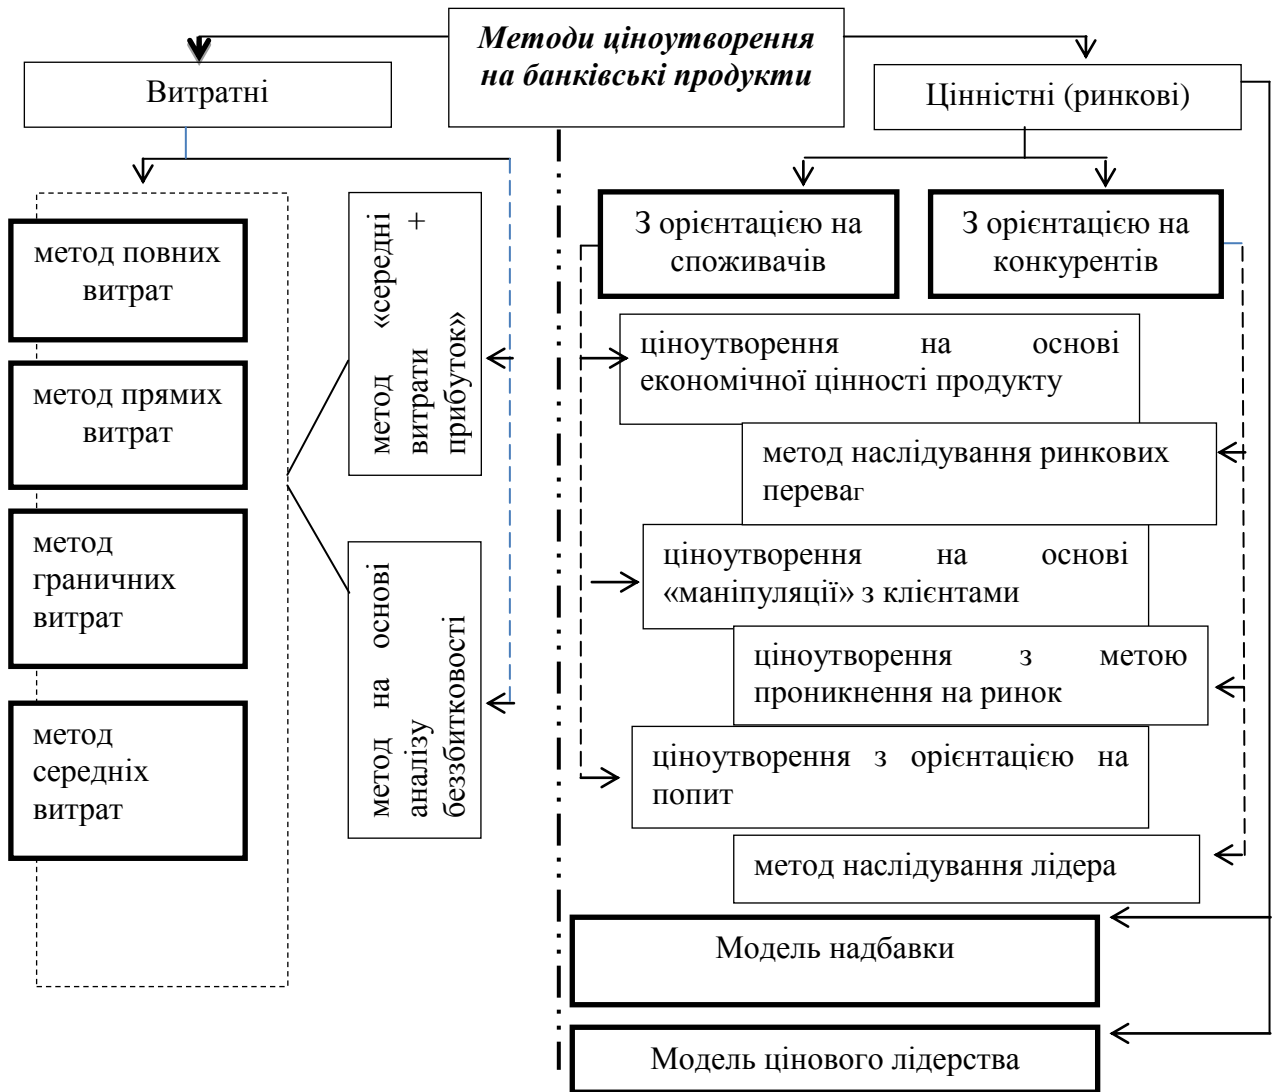 Методи ціноутворення
на банківські продукти
Витратні
Цінністні (ринкові)
метод повних
витрат
метод прямих
витрат
метод
граничних
витрат
метод
середніх
витрат
метод «середні
витрати +
прибуток»
метод на основі
аналізу
беззбитковості
З орієнтацією на
споживачів
З орієнтацією на
конкурентів
ціноутворення на основі
економічної цінності продукту
метод наслідування ринкових
переваг
ціноутворення на основі
«маніпуляції» з клієнтами
ціноутворення з метою
проникнення на ринок
ціноутворення з орієнтацією на
попит
метод наслідування лідера
Модель надбавки
Модель цінового лідерства